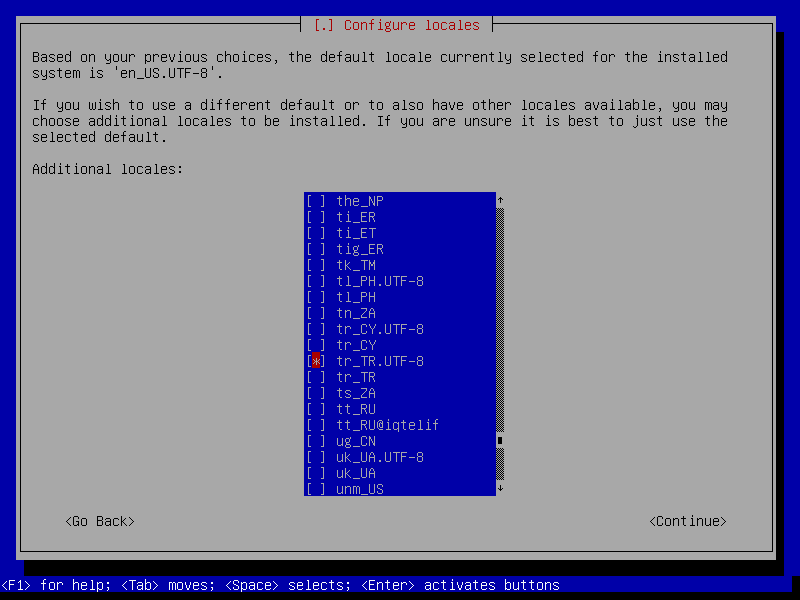 [.] Configure locales
Based on your previous choices, the default locale currently selected for the installed
system is 'en_US.UTF-8'.
If you wish to use a different default or to also have other locales available, you may
choose additional locales to be installed. If you are unsure it is best to just use the
selected default.
Additional locales:
[ ] the_NP
[ ] ti_ER
[ ] ti_ET
[ ] tig_ER
[ ] tk_TM
[ ] tl_PH.UTF-8
[ ] tl_PH
[ ] tn_ZA
[ ] tr_CY.UTF-8
[ ] tr_CY
[*] tr_TR.UTF-8
[ ] tr_TR
[ ] ts_ZA
[ ] tt_RU
[ ] tt_RU@iqtelif
[ ] ug_CN
[ ] uk_UA.UTF-8
[ ] uk_UA
[ ] unm_US
<Go Back> <Continue>
<F1> for help; <Tab> moves; <Space> selects; <Enter> activates buttons